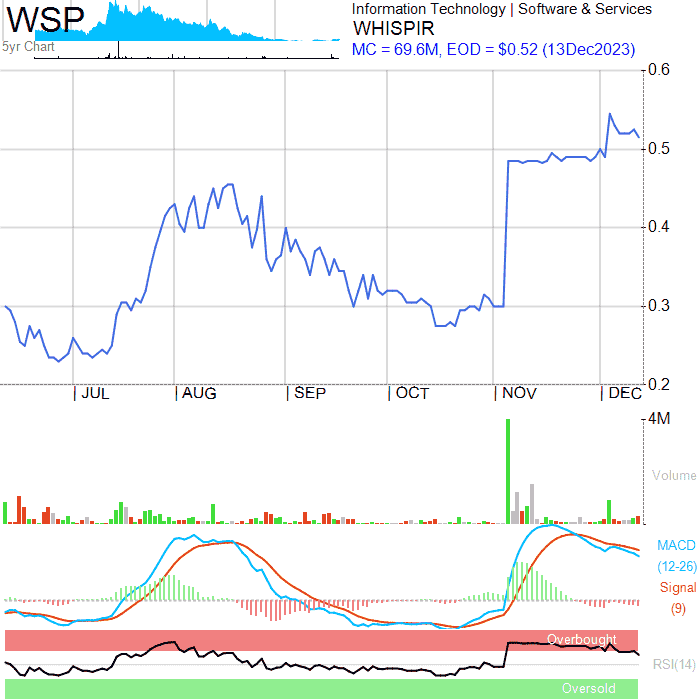 WSP
5yr Chart
Information Technology | Software & Services
WHISPIR
MC = 69.6M, EOD = $0.52 (13Dec2023)
0.6
0.5
0.4
0.3
0.2
| JUL | AUG | SEP | OCT | NOV | DEC
4M
Volume
MACD
(12-26)
Signal
(9)
Overbought
RSI(14)
Oversold